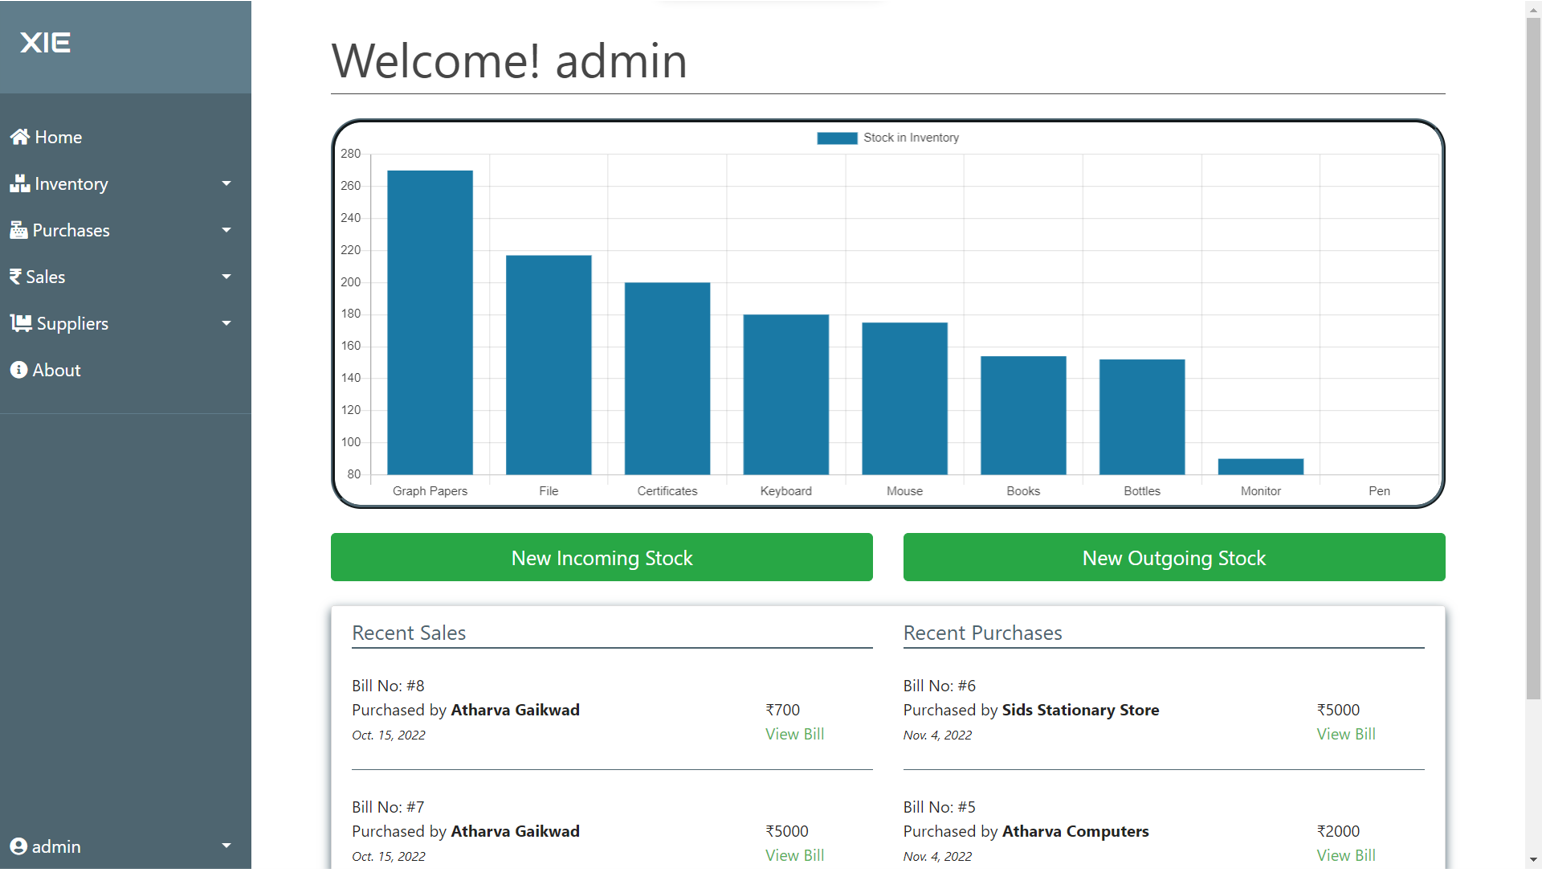 XIE
Home
Inventory
Purchases
Sales
Suppliers
About
admin
Welcome! admin
Stock in Inventory
280
260
240
220
200
180
160
140
120
100
80
Graph Papers File Certificates Keyboard Mouse Books Bottles Monitor Pen
New Incoming Stock
New Outgoing Stock
Recent Sales
Bill No: #8
Purchased by Atharva Gaikwad ₹700
Oct. 15, 2022 View Bill
Bill No: #7
Purchased by Atharva Gaikwad ₹5000
Oct. 15, 2022 View Bill
Recent Purchases
Bill No: #6
Purchased by Sids Stationary Store ₹5000
Nov. 4, 2022 View Bill
Bill No: #5
Purchased by Atharva Computers ₹2000
Nov. 4, 2022 View Bill